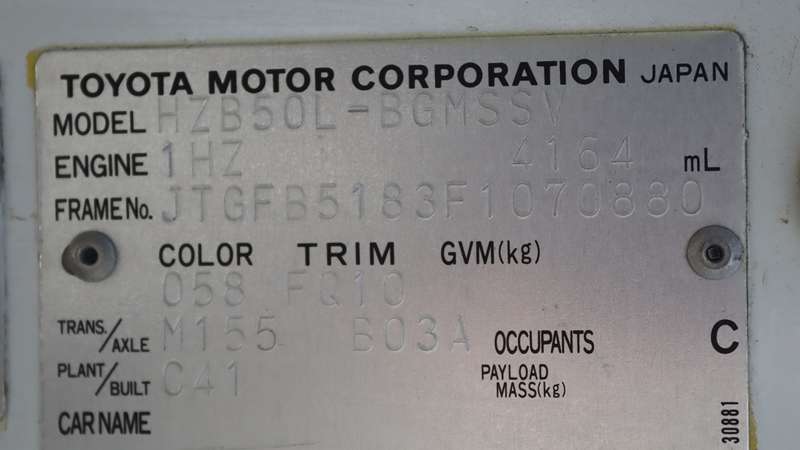 TOYOTA MOTOR CORPORATION JAPAN
MODEL HZB50L-BGMSSV
ENGINE 1HZ 4164 mL
FRAME No. JTGFB5183F1070880
COLOR TRIM GVM(kg)
058 FQ10
TRANS./AXLE M155 B03A OCCUPANTS C
PLANT/BUILT C41 PAYLOAD MASS(kg)
CAR NAME
30881